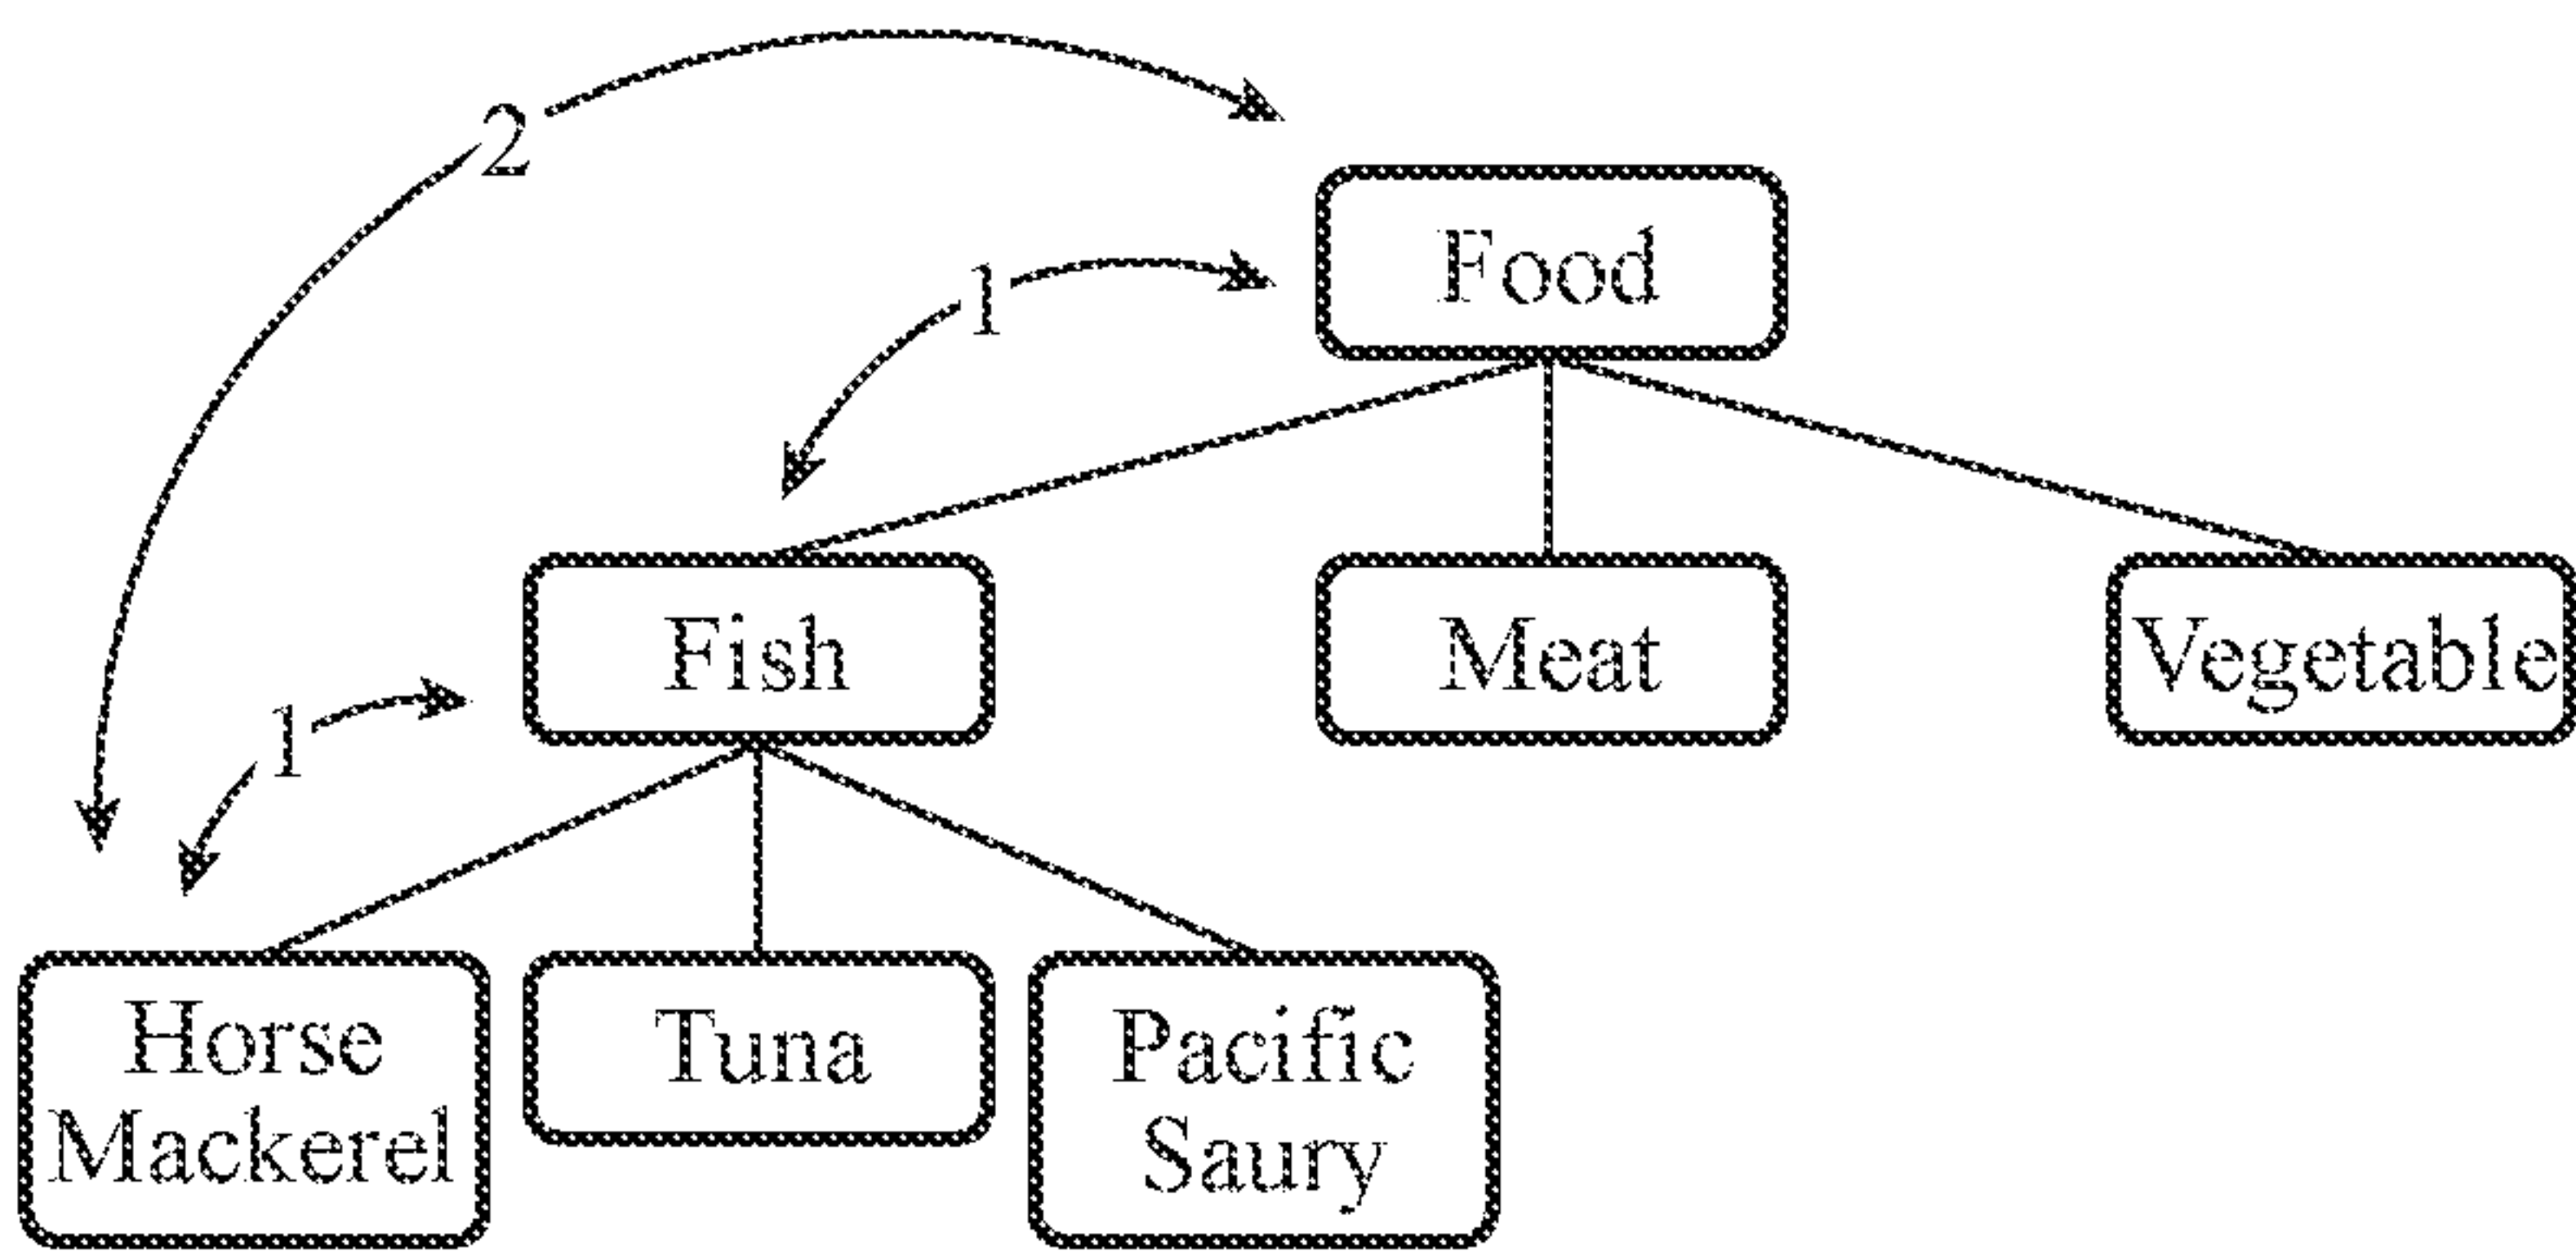 2
1
Food
Fish
Meat
Vegetable
1
Horse
Mackerel
Tuna
Pacific
Saury